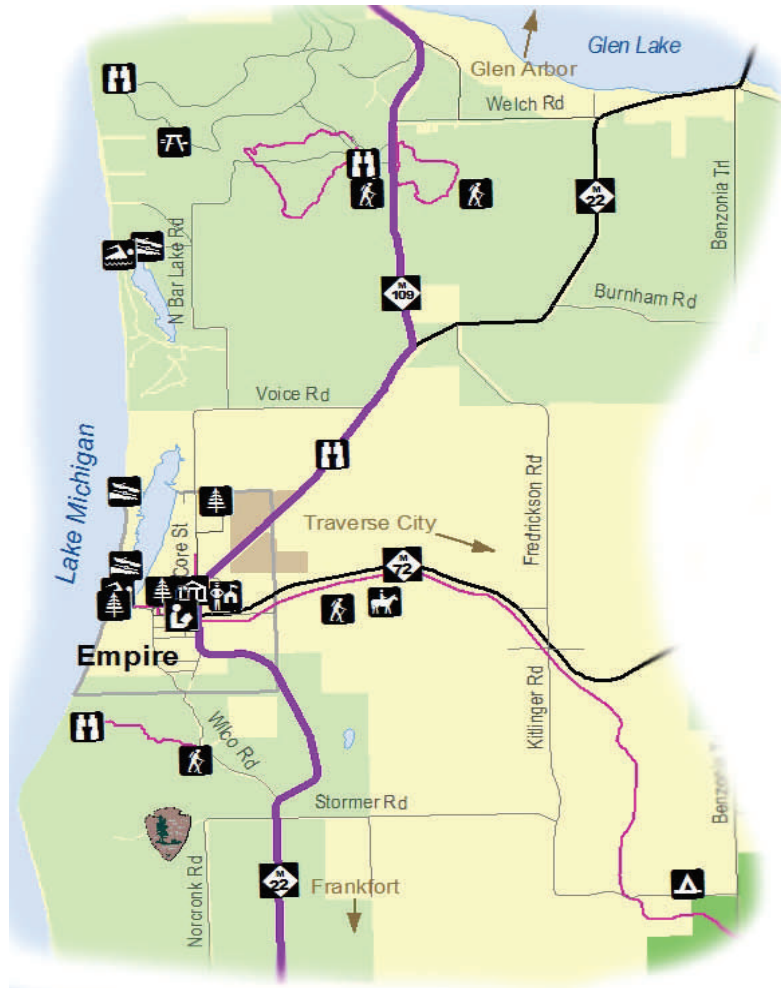 Glen Lake
Glen Arbor
Welch Rd
M
22
Benzonia Trl
N Bar Lake Rd
M
109
Burnham Rd
Voice Rd
Lake Michigan
Core St
Traverse City
Fredrickson Rd
M
72
Empire
Kitlinger Rd
Wilco Rd
Stormer Rd
Benzonia T
Norcronk Rd
M
22
Frankfort